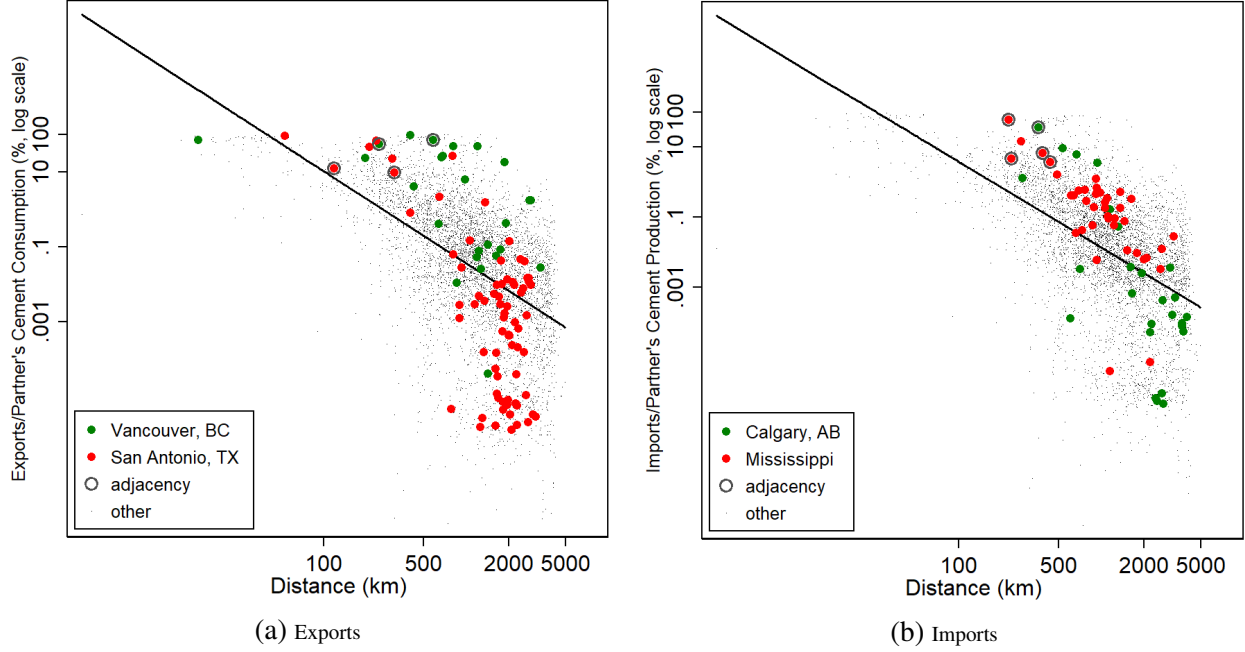 Exports/Partner's Cement Consumption (%, log scale)
100
10
.1
.001
Vancouver, BC
San Antonio, TX
adjacency
other
100 500 2000 5000
Distance (km)
(a) Exports
Imports/Partner's Cement Production (%, log scale)
100
10
.1
.001
Calgary, AB
Mississippi
adjacency
other
100 500 2000 5000
Distance (km)
(b) Imports